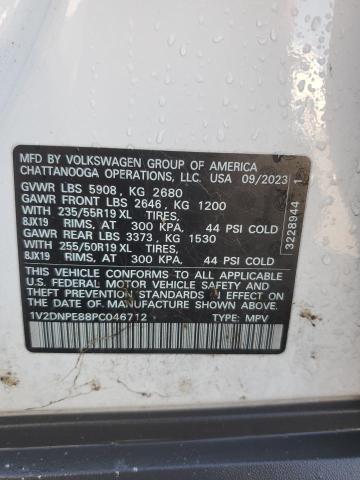 MFD BY VOLKSWAGEN GROUP OF AMERICA
CHATTANOOGA OPERATIONS, LLC. USA 09/2023
GVWR LBS 5908, KG 2680
GAWR FRONT LBS 2646, KG 1200
WITH 235/55R19 XL TIRES,
8JX19 RIMS, AT 300 KPA, 44 PSI COLD
GAWR REAR LBS 3373, KG 1530
WITH 255/50R19 XL TIRES,
8JX19 RIMS, AT 300 KPA, 44 PSI COLD
THIS VEHICLE CONFORMS TO ALL APPLICABLE
U.S. FEDERAL MOTOR VEHICLE SAFETY AND
THEFT PREVENTION STANDARDS IN EFFECT ON
THE DATE OF MANUFACTURE SHOWN ABOVE.
1V2DNPE88PC046712 TYPE: MPV
3228944 1